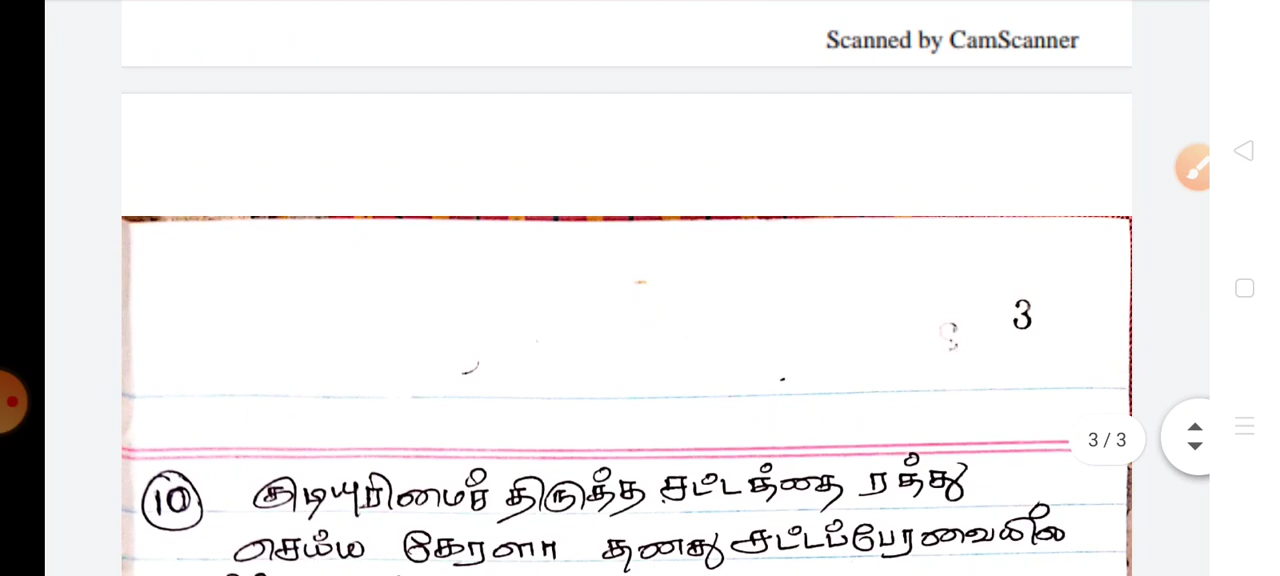 Scanned by CamScanner
3
3 / 3
10 குடியுரிமைச் திருத்த சட்டத்தை ரத்து
செய்ய கேரளா தனது சட்டப்பேரவையில்